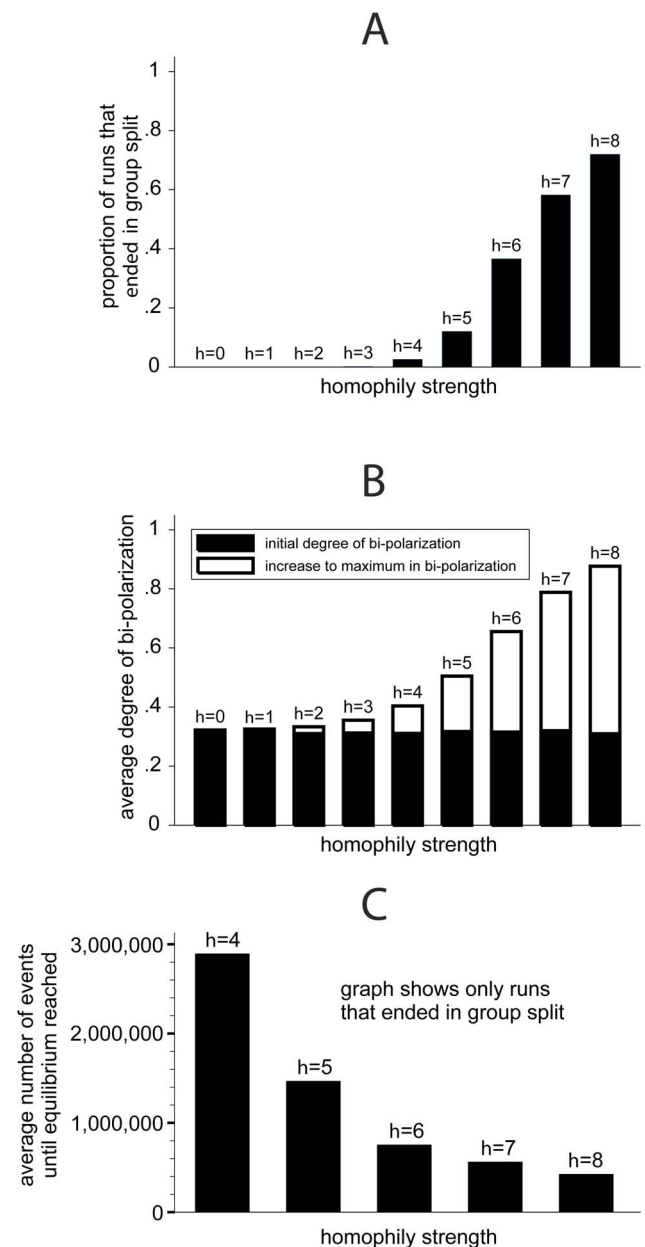 A
proportion of runs that
ended in group split
1
.8
.6
.4
.2
0
h=0 h=1 h=2 h=3 h=4 h=5 h=6 h=7 h=8
homophily strength
B
average degree of bi-polarization
1
.8
.6
.4
.2
0
initial degree of bi-polarization
increase to maximum in bi-polarization
h=0 h=1 h=2 h=3 h=4 h=5 h=6 h=7 h=8
homophily strength
C
average number of events
until equilibrium reached
3,000,000
2,000,000
1,000,000
0
graph shows only runs
that ended in group split
h=4 h=5 h=6 h=7 h=8
homophily strength